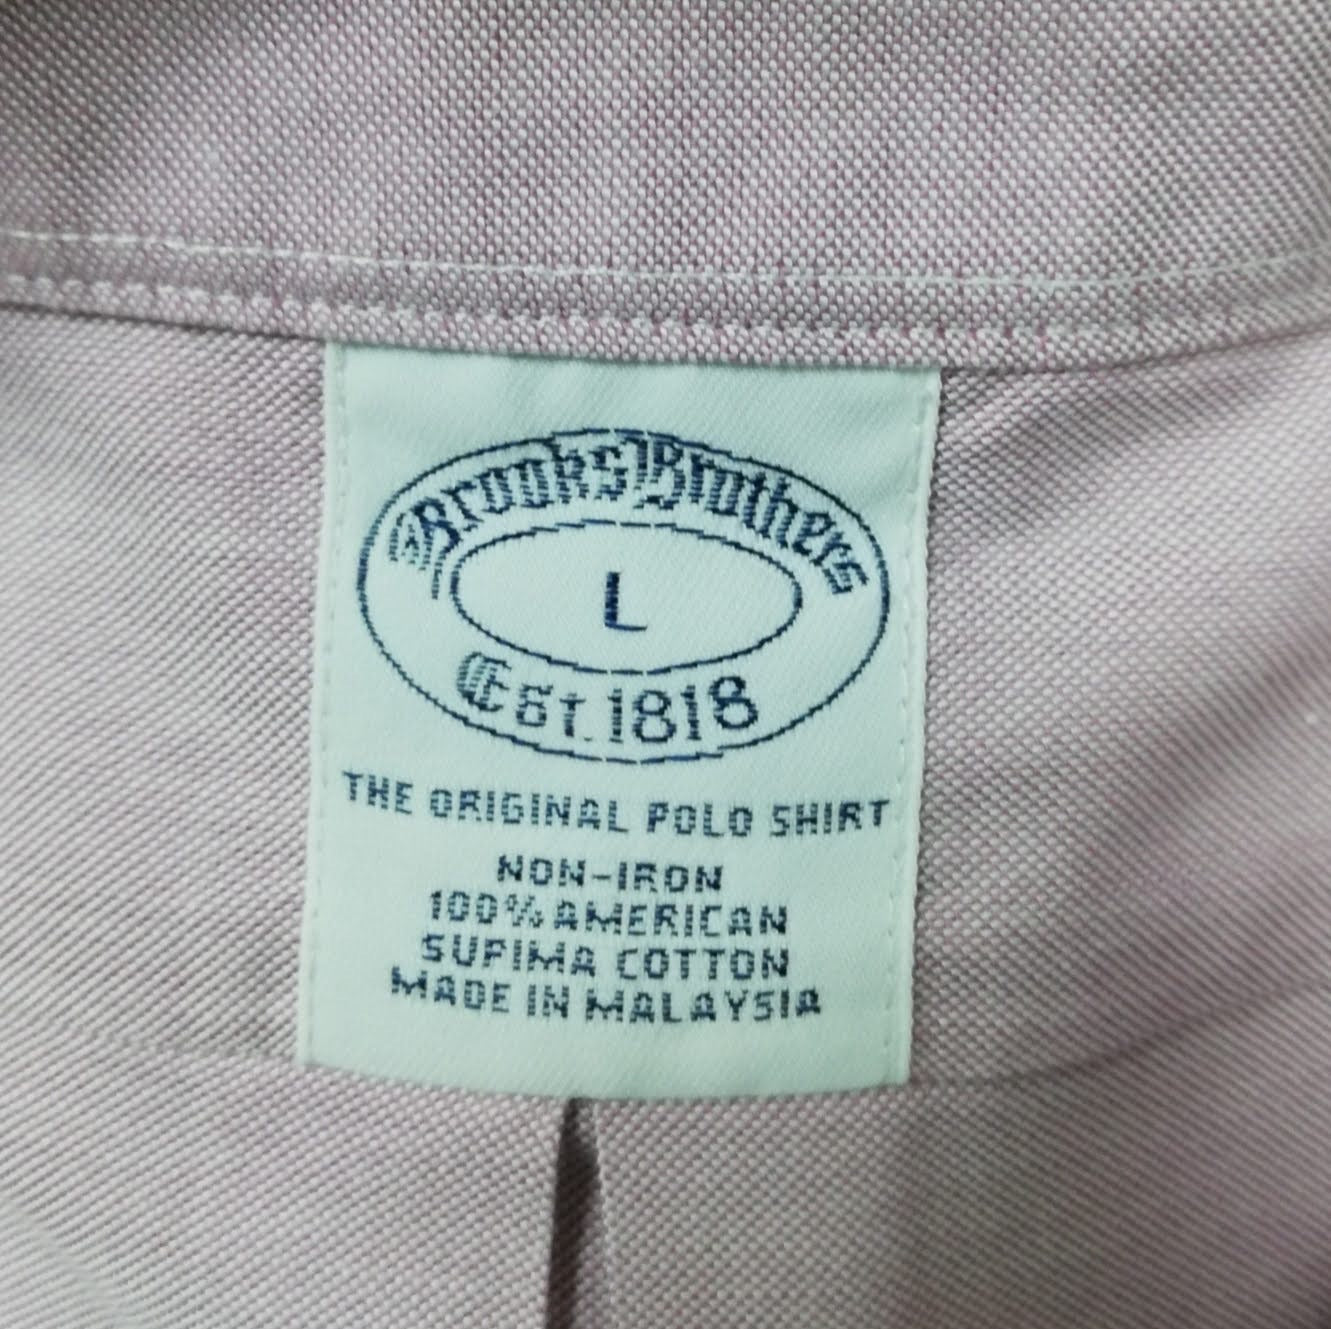 Brooks Brothers
L
Est. 1818
THE ORIGINAL POLO SHIRT
NON-IRON
100% AMERICAN
SUPIMA COTTON
MADE IN MALAYSIA